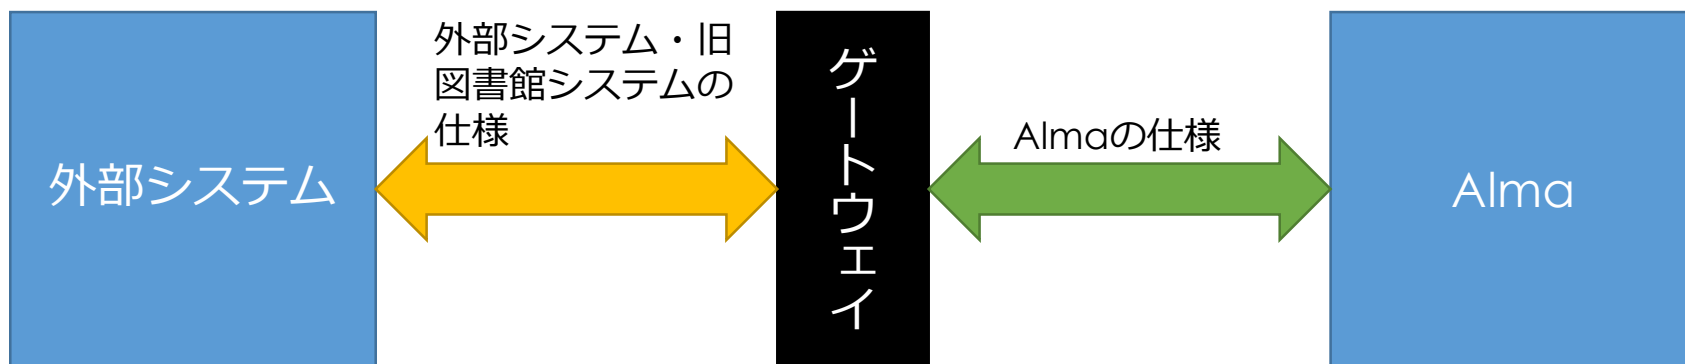 外部システム
外部システム・旧
図書館システムの
仕様
ゲートウェイ
Almaの仕様
Alma